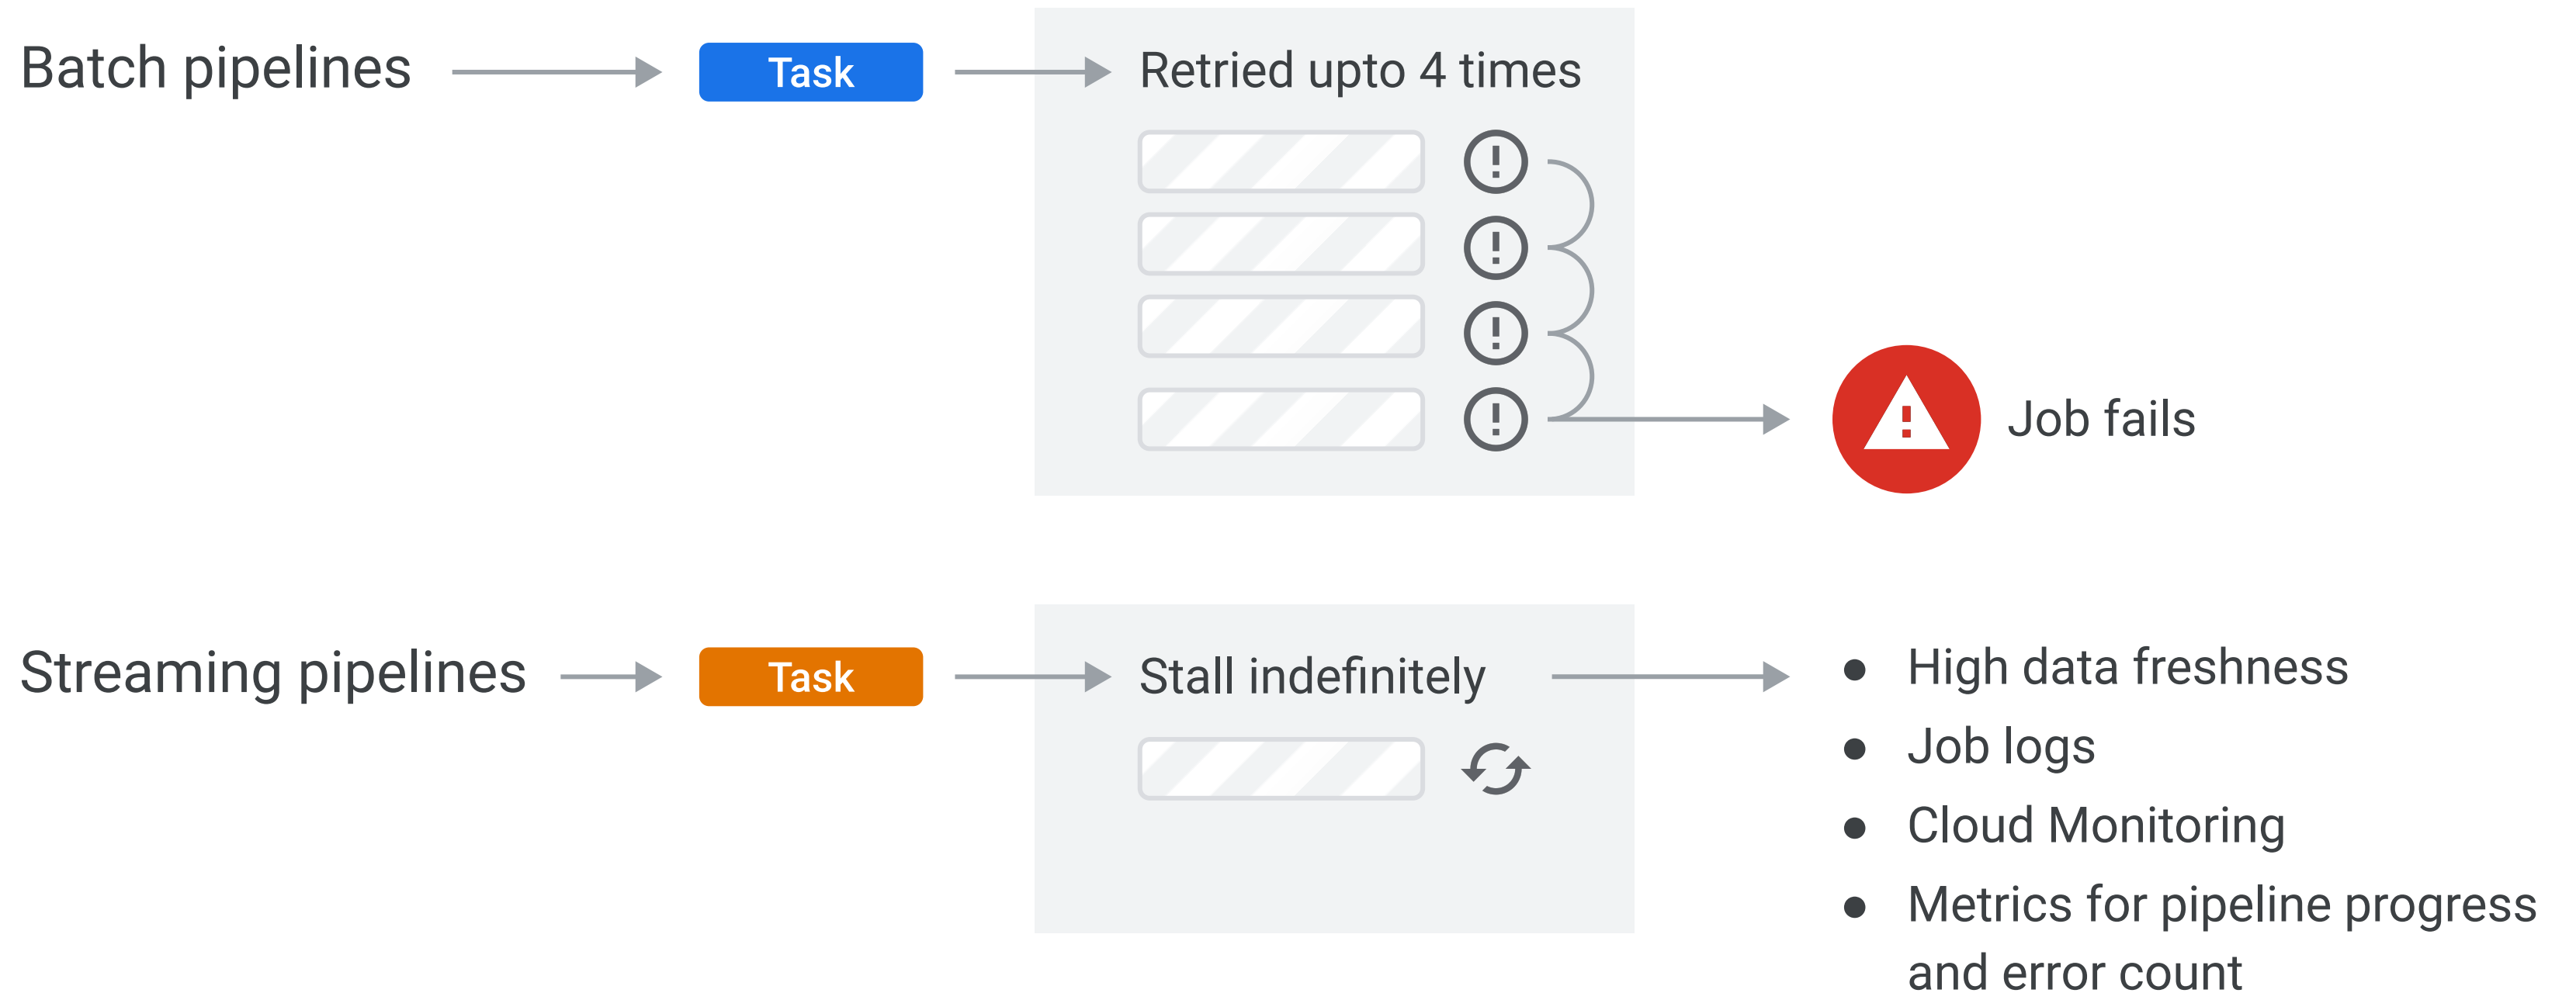 Batch pipelines
Task
Retried upto 4 times
Job fails
Streaming pipelines
Task
Stall indefinitely
● High data freshness
● Job logs
● Cloud Monitoring
● Metrics for pipeline progress
and error count